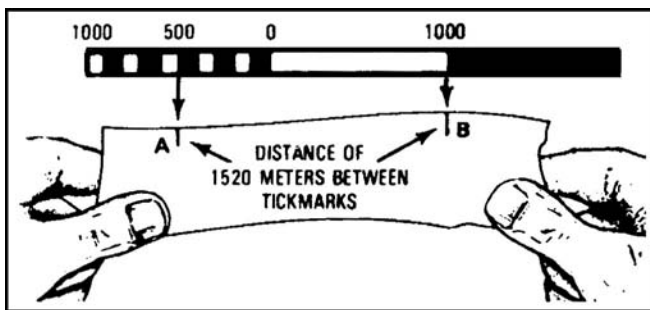 1000 500 0 1000
A B
DISTANCE OF
1520 METERS BETWEEN
TICKMARKS